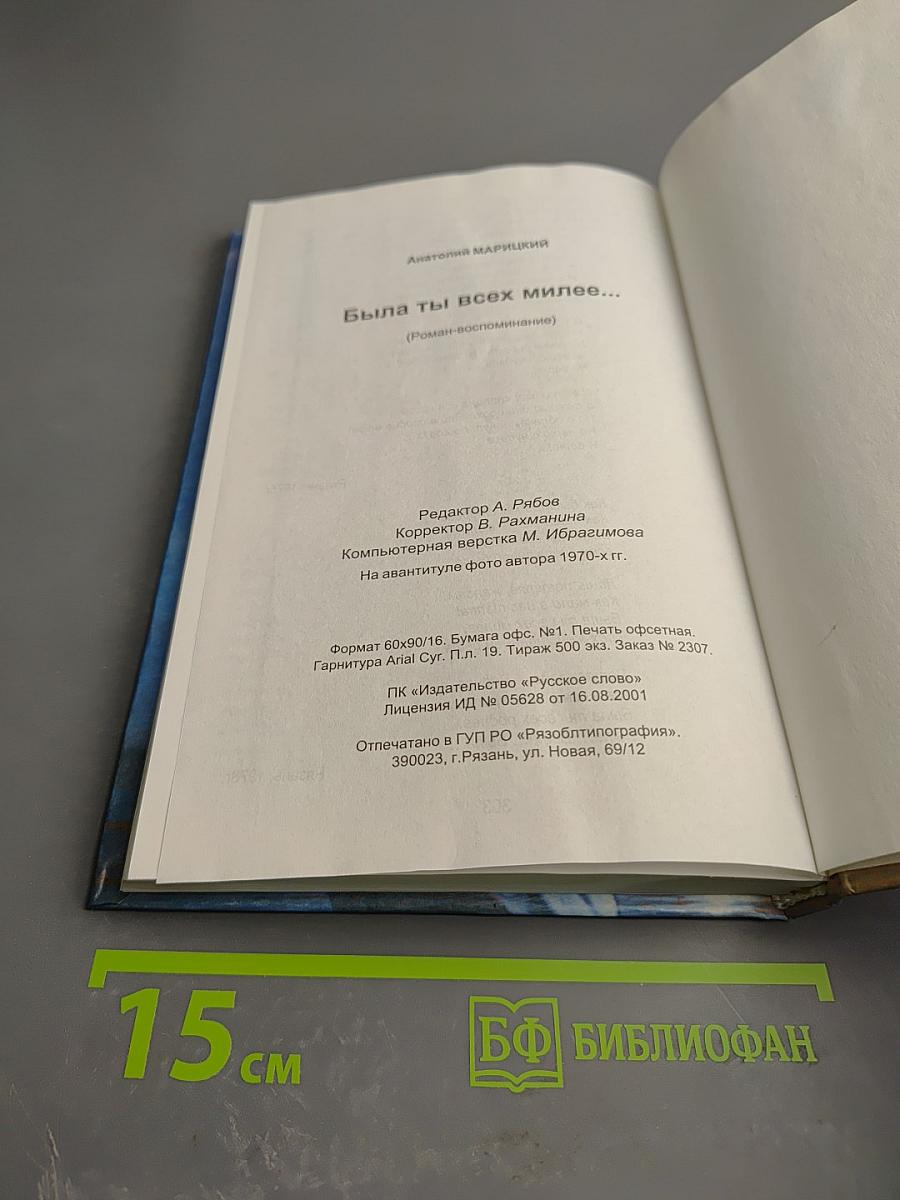 Анатолий МАРИЦКИЙ
Была ты всех милее...
(Роман-воспоминание)
Редактор А. Рябов
Корректор В. Рахманина
Компьютерная верстка М. Ибрагимова
На авантитуле фото автора 1970-х гг.
Формат 60х90/16. Бумага офс. №1. Печать офсетная.
Гарнитура Arial Cyr. П.л. 19. Тираж 500 экз. Заказ № 2307.
ПК «Издательство «Русское слово»
Лицензия ИД № 05628 от 16.08.2001
Отпечатано в ГУП РО «Рязоблтипография».
390023, г.Рязань, ул. Новая, 69/12
15 см
БФ БИБЛИОФАН